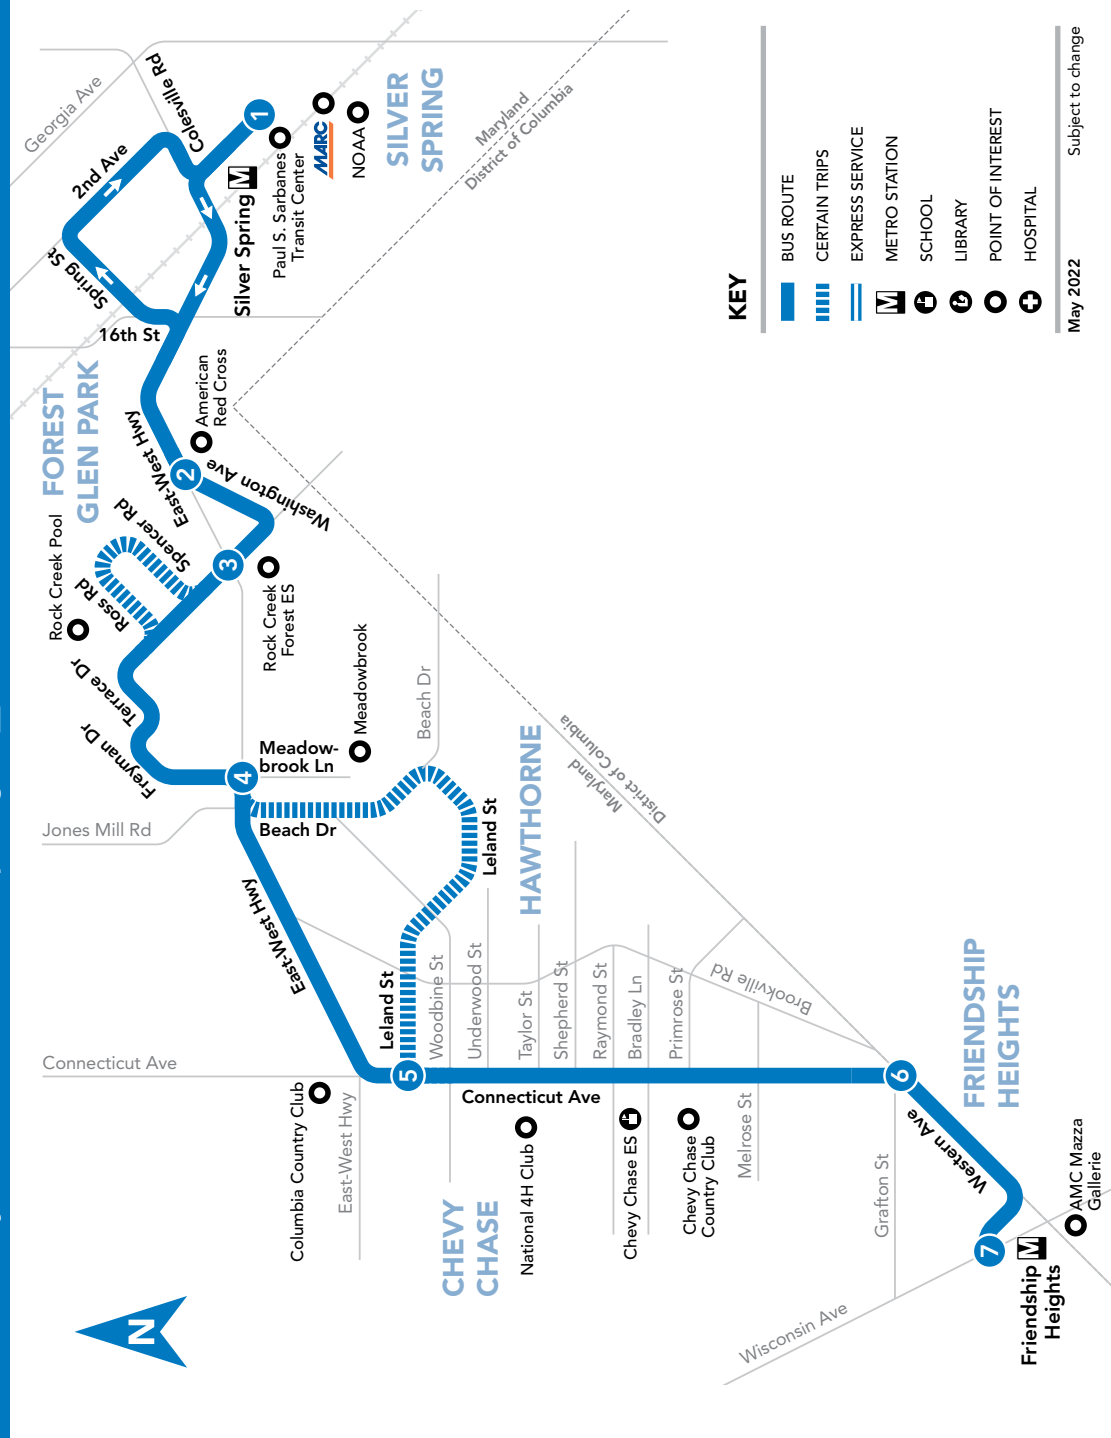 Georgia Ave
Colesville Rd
2nd Ave
Spring St
16th St
1
MARC
NOAA
SILVER
SPRING
Silver Spring M
Paul S. Sarbanes
Transit Center
Maryland
District of Columbia
FOREST
GLEN PARK
American
Red Cross
East-West Hwy
2
Washington Ave
Spencer Rd
Ross Rd
Rock Creek Pool
3
Rock Creek
Forest ES
Terrace Dr
Freyman Dr
4
Meadow-
brook Ln
Meadowbrook
Beach Dr
Jones Mill Rd
Beach Dr
Leland St
HAWTHORNE
District of Columbia
Maryland
East-West Hwy
Leland St
Woodbine St
Underwood St
Taylor St
Shepherd St
Raymond St
Bradley Ln
Primrose St
Brookville Rd
Connecticut Ave
5
Connecticut Ave
6
Columbia Country Club
East-West Hwy
CHEVY
CHASE
National 4H Club
Chevy Chase ES
Chevy Chase
Country Club
Melrose St
Grafton St
Western Ave
FRIENDSHIP
HEIGHTS
7
Friendship M
Heights
AMC Mazza
Gallerie
Wisconsin Ave
N
KEY
BUS ROUTE
CERTAIN TRIPS
EXPRESS SERVICE
M METRO STATION
SCHOOL
LIBRARY
POINT OF INTEREST
HOSPITAL
May 2022
Subject to change